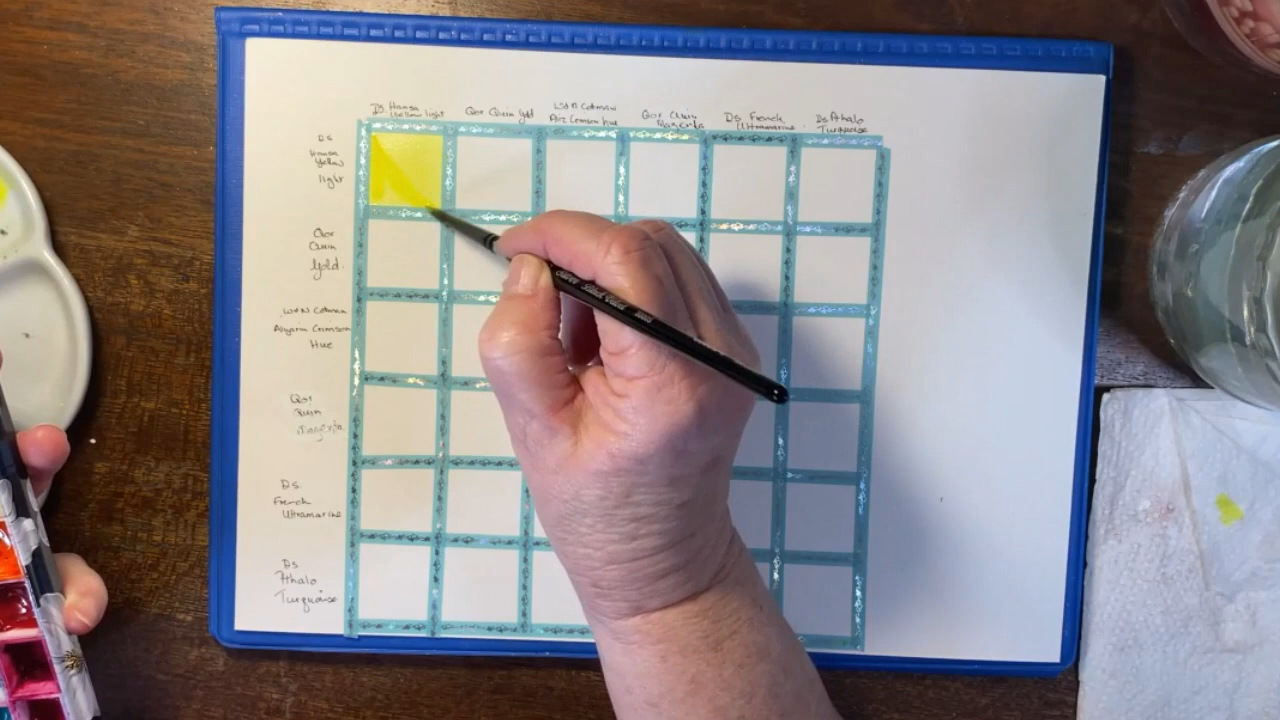 Ds Hansa
Yellow light
Qor Quin gold
W&N Cotman
Aliz Crimson hue
Qor Quin
Magenta
Ds French
Ultramarine
Ds Pthalo
Turquoise
Ds
Hansa
Yellow
light
Qor
Quin
gold.
W&N Cotman
Alizarin Crimson
Hue
Qor
Quin
Magenta.
Ds.
French
Ultramarine
Ds
Pthalo
Turquoise